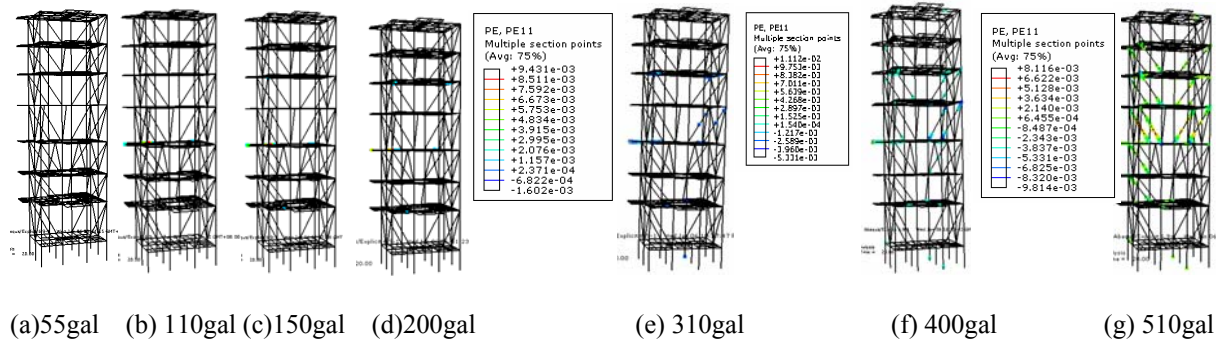 PE, PE11
Multiple section points
(Avg: 75%)
+9.431e-03
+8.511e-03
+7.592e-03
+6.673e-03
+5.753e-03
+4.834e-03
+3.915e-03
+2.995e-03
+2.076e-03
+1.157e-03
+2.371e-04
-6.822e-04
-1.602e-03
PE, PE11
Multiple section points
(Avg: 75%)
+1.112e-02
+9.753e-03
+8.382e-03
+7.011e-03
+5.639e-03
+4.268e-03
+2.897e-03
+1.525e-03
+1.540e-04
-1.217e-03
-2.589e-03
-3.960e-03
-5.331e-03
PE, PE11
Multiple section points
(Avg: 75%)
+8.116e-03
+6.622e-03
+5.128e-03
+3.634e-03
+2.140e-03
+6.455e-04
-8.487e-04
-2.343e-03
-3.837e-03
-5.331e-03
-6.825e-03
-8.320e-03
-9.814e-03
(a)55gal (b) 110gal (c)150gal (d)200gal (e) 310gal (f) 400gal (g) 510gal